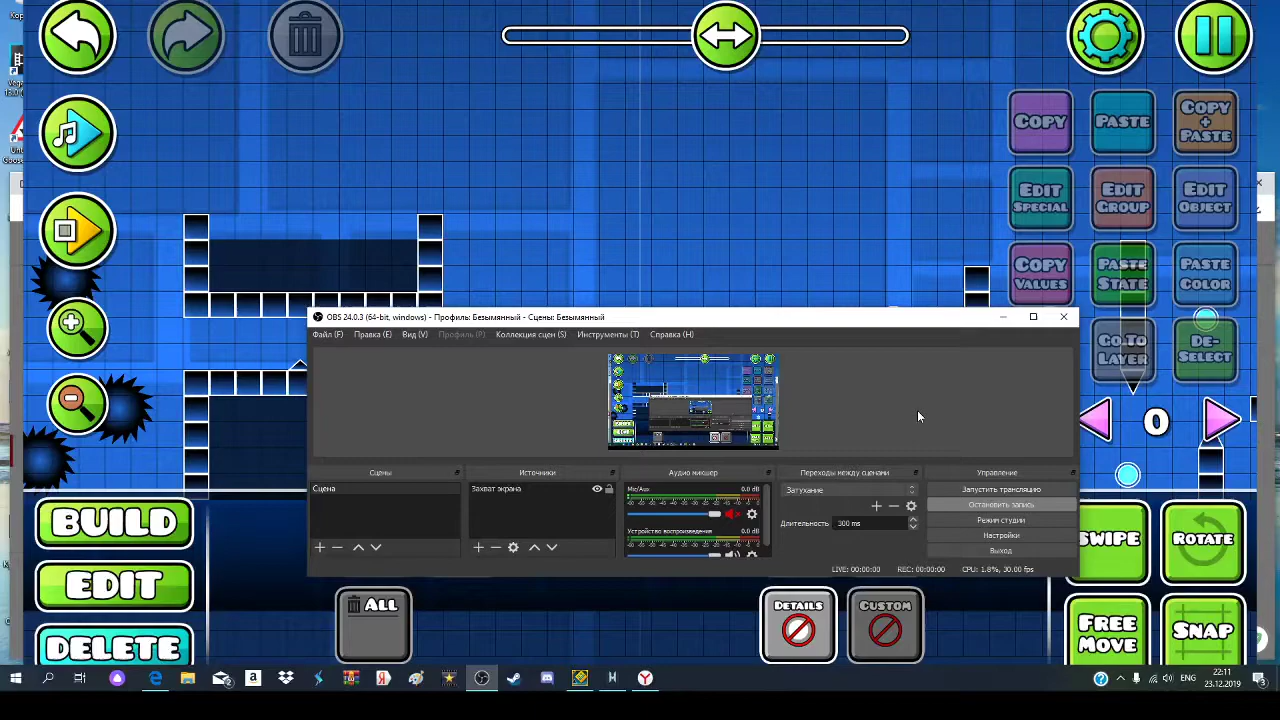 COPY
PASTE
COPY
+
PASTE
EDIT
SPECIAL
EDIT
GROUP
EDIT
OBJECT
COPY
VALUES
PASTE
STATE
PASTE
COLOR
GO TO
LAYER
DE-
SELECT
0
OBS 24.0.3 (64-bit, windows) - Профиль: Безымянный - Сцены: Безымянный
Файл (F)
Правка (E)
Вид (V)
Профиль (P)
Коллекция сцен (S)
Инструменты (T)
Справка (H)
Сцены
Источники
Аудио микшер
Переходы между сценами
Управление
Сцена
Захват экрана
Mic/Aux
0.0 dB
Устройство воспроизведения
0.0 dB
Затухание
Длительность
300 ms
Запустить трансляцию
Остановить запись
Режим студии
Настройки
Выход
LIVE: 00:00:00
REC: 00:00:00
CPU: 1.8%, 30.00 fps
BUILD
EDIT
DELETE
ALL
DETAILS
CUSTOM
SWIPE
ROTATE
FREE
MOVE
SNAP
ENG
22:11
23.12.2019